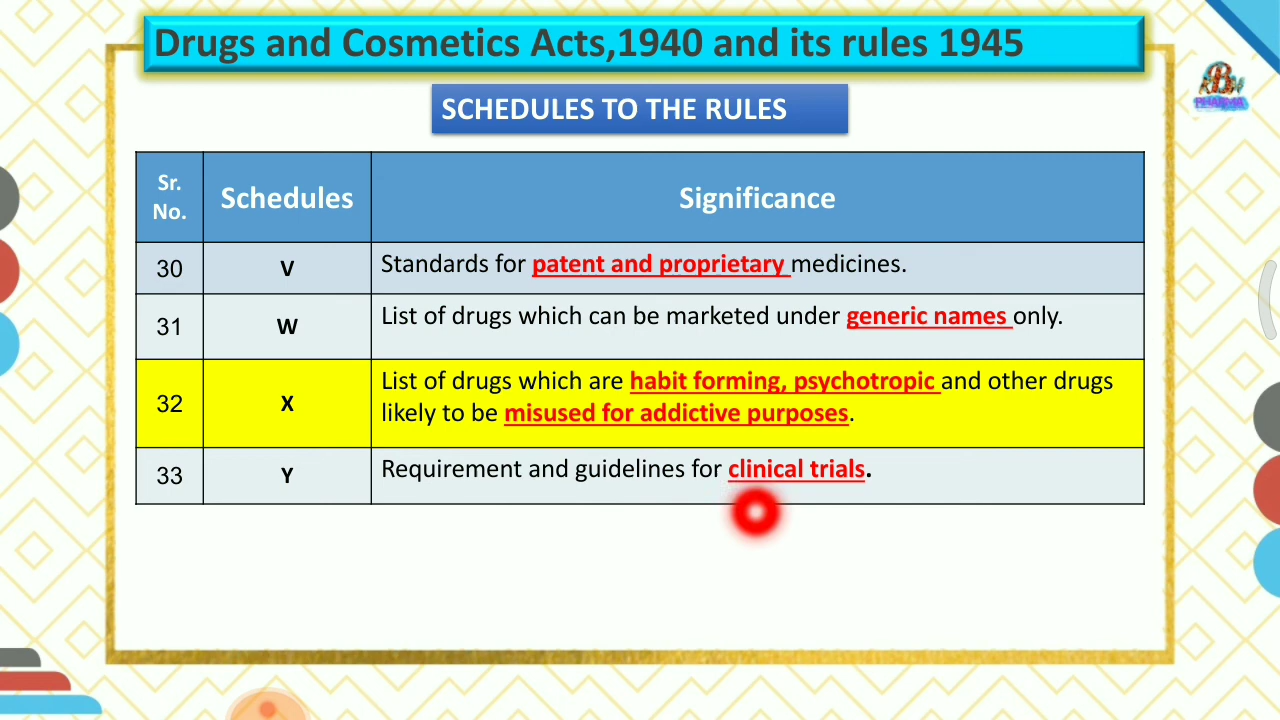 Drugs and Cosmetics Acts,1940 and its rules 1945
SCHEDULES TO THE RULES
Sr. No. Schedules Significance
30 V Standards for patent and proprietary medicines.
31 W List of drugs which can be marketed under generic names only.
32 X List of drugs which are habit forming, psychotropic and other drugs
likely to be misused for addictive purposes.
33 Y Requirement and guidelines for clinical trials.
PHARMA